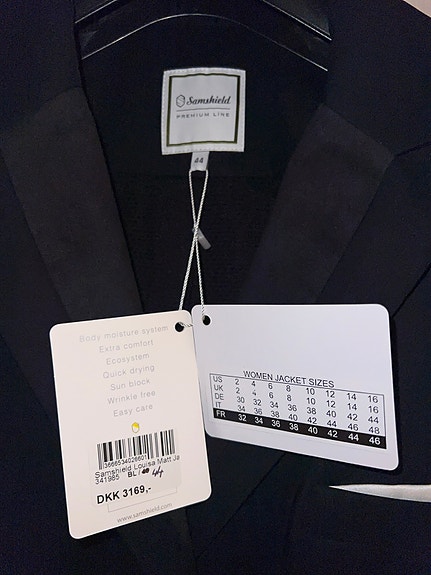 Samshield
PREMIUM LINE
44
Body moisture system
Extra comfort
Ecosystem
Quick drying
Sun block
Wrinkle free
Easy care
Samshield Louisa Matt Ja
341985 BL/ 44
DKK 3169,-
www.samshield.com
WOMEN JACKET SIZES
US 2 4 6 8 10 12 14 16
UK 2 4 6 8 10 12 14 16
DE 30 32 34 36 38 40 42 44
IT 34 36 38 40 42 44 46 48
FR 32 34 36 38 40 42 44 46